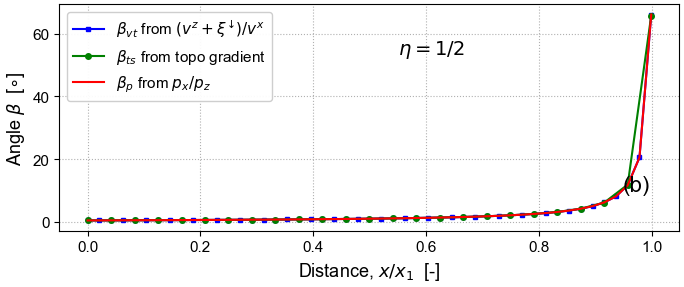 β_vt from (v^z + ξ^↓)/v^x
β_ts from topo gradient
β_p from p_x/p_z
η = 1/2
(b)
Angle β [∘]
60
40
20
0
0.0 0.2 0.4 0.6 0.8 1.0
Distance, x/x₁ [-]